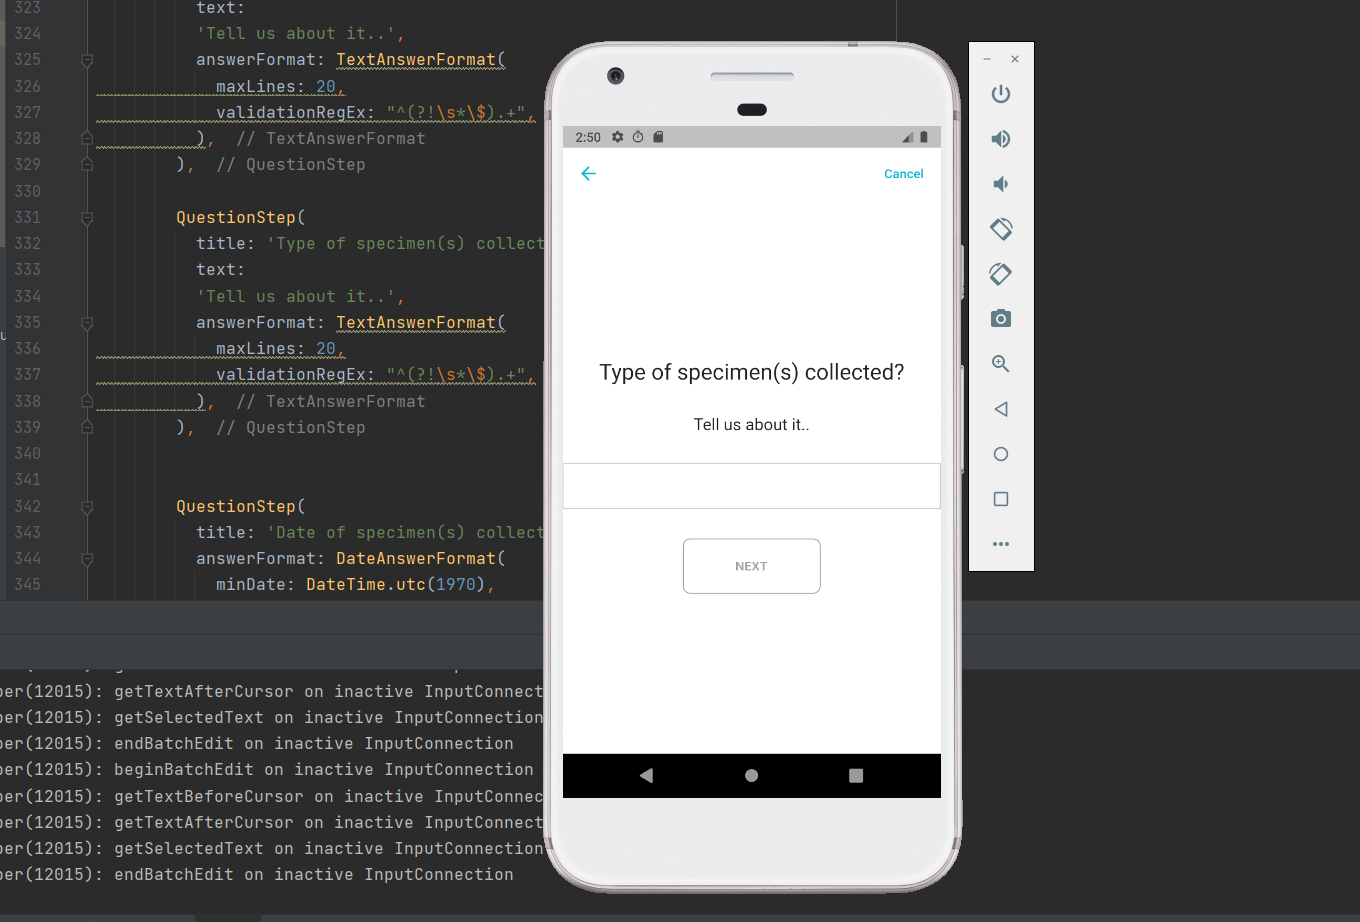 323 text:
324 'Tell us about it..',
325 answerFormat: TextAnswerFormat(
326 maxLines: 20,
327 validationRegEx: "^(?!\s*\$).+",
328 ), // TextAnswerFormat
329 ), // QuestionStep
330
331 QuestionStep(
332 title: 'Type of specimen(s) collect
333 text:
334 'Tell us about it..',
335 answerFormat: TextAnswerFormat(
336 maxLines: 20,
337 validationRegEx: "^(?!\s*\$).+",
338 ), // TextAnswerFormat
339 ), // QuestionStep
340
341
342 QuestionStep(
343 title: 'Date of specimen(s) collect
344 answerFormat: DateAnswerFormat(
345 minDate: DateTime.utc(1970),
per(12015): getTextAfterCursor on inactive InputConnect
per(12015): getSelectedText on inactive InputConnection
per(12015): endBatchEdit on inactive InputConnection
per(12015): beginBatchEdit on inactive InputConnection
per(12015): getTextBeforeCursor on inactive InputConnec
per(12015): getTextAfterCursor on inactive InputConnect
per(12015): getSelectedText on inactive InputConnection
per(12015): endBatchEdit on inactive InputConnection
2:50
Cancel
Type of specimen(s) collected?
Tell us about it..
NEXT